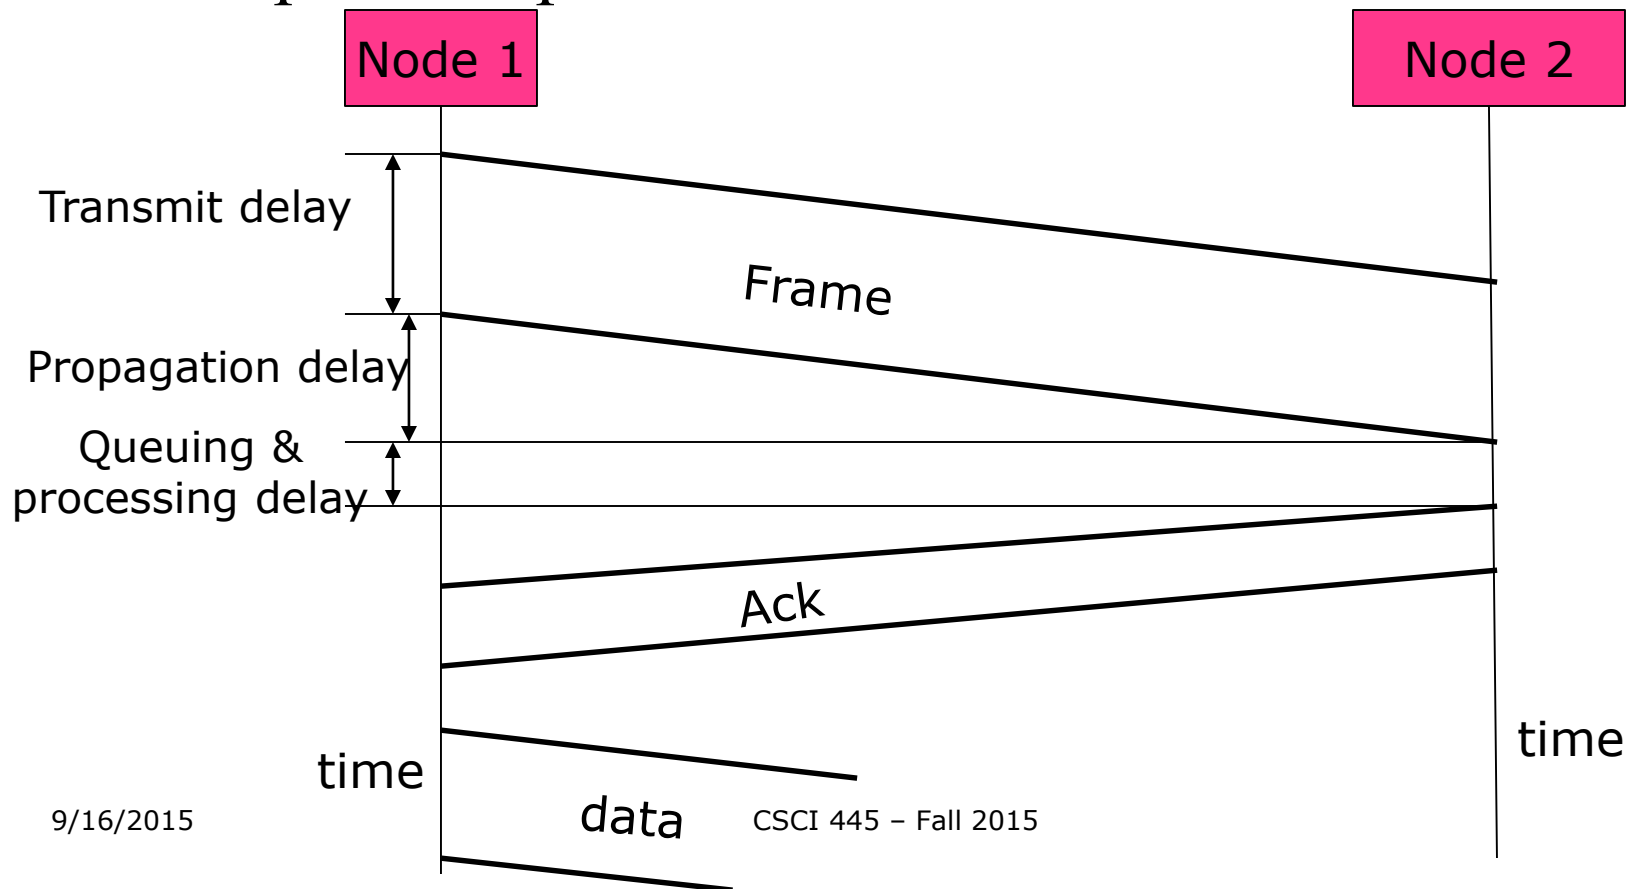 Node 1
Node 2
Transmit delay
Frame
Propagation delay
Queuing &
processing delay
Ack
time
time
data
9/16/2015
CSCI 445 – Fall 2015